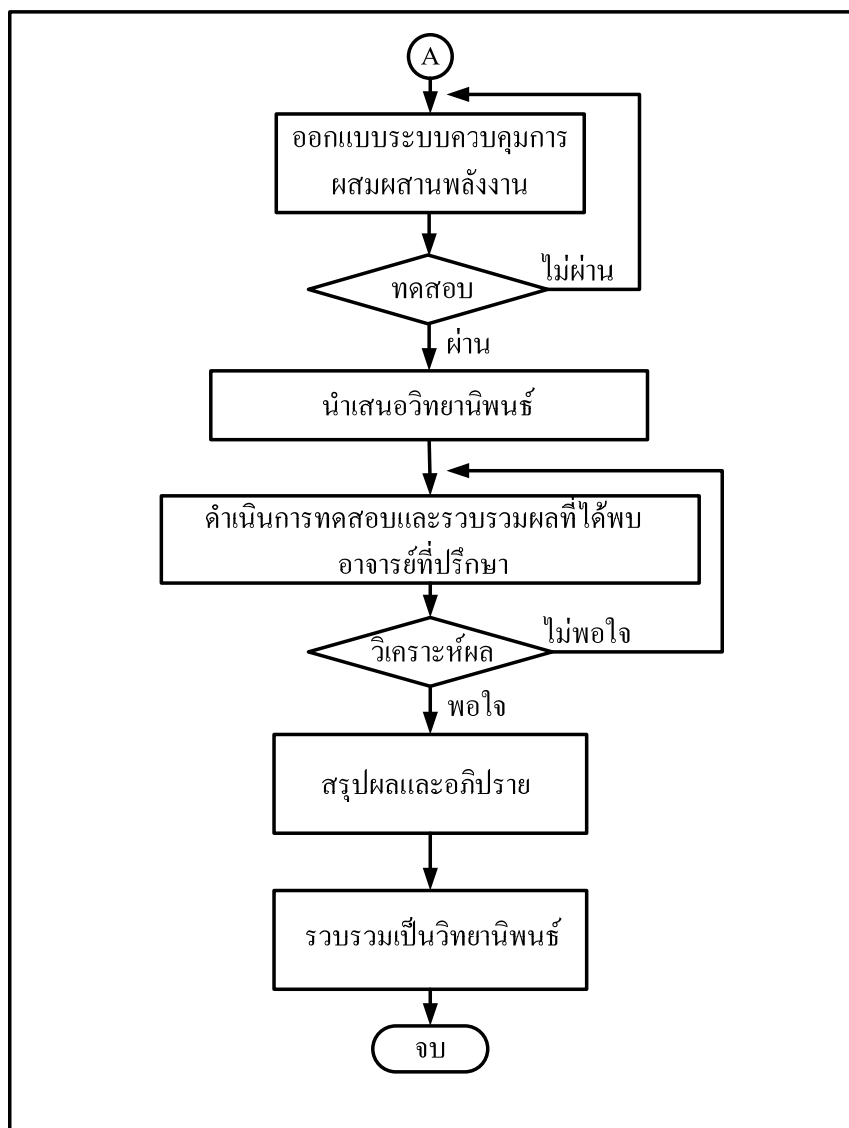 A
ออกแบบระบบควบคุมการ
ผสมผสานพลังงาน
ทดสอบ
ไม่ผ่าน
ผ่าน
นำเสนอวิทยานิพนธ์
ดำเนินการทดสอบและรวบรวมผลที่ได้พบ
อาจารย์ที่ปรึกษา
วิเคราะห์ผล
ไม่พอใจ
พอใจ
สรุปผลและอภิปราย
รวบรวมเป็นวิทยานิพนธ์
จบ